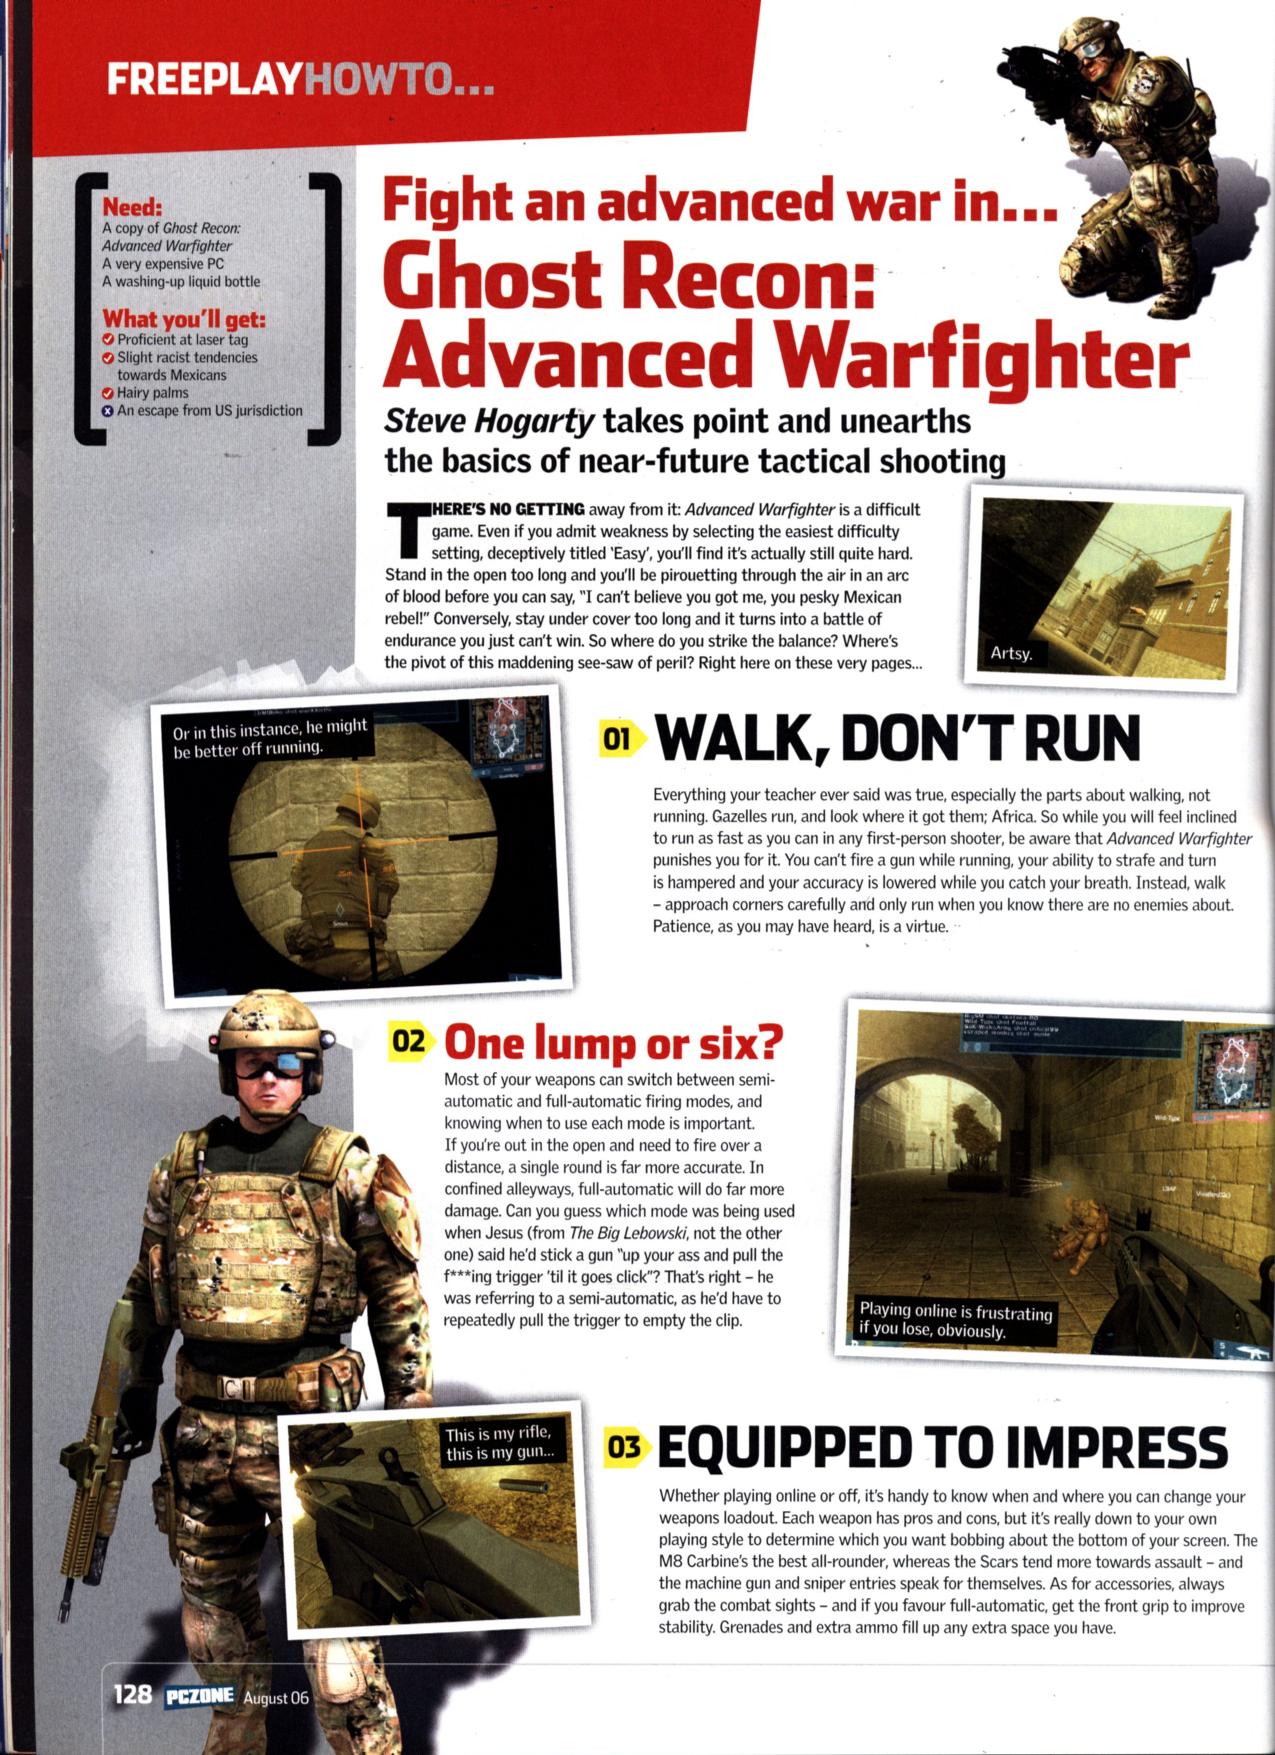 FREEPLAYHOWTO...
Need:
A copy of Ghost Recon:
Advanced Warfighter
A very expensive PC
A washing-up liquid bottle
What you'll get:
Proficient at laser tag
Slight racist tendencies
towards Mexicans
Hairy palms
An escape from US jurisdiction
Fight an advanced war in...
Ghost Recon:
Advanced Warfighter
Steve Hogarty takes point and unearths
the basics of near-future tactical shooting
THERE'S NO GETTING away from it: Advanced Warfighter is a difficult
game. Even if you admit weakness by selecting the easiest difficulty
setting, deceptively titled 'Easy', you'll find it's actually still quite hard.
Stand in the open too long and you'll be pirouetting through the air in an arc
of blood before you can say, "I can't believe you got me, you pesky Mexican
rebel!" Conversely, stay under cover too long and it turns into a battle of
endurance you just can't win. So where do you strike the balance? Where's
the pivot of this maddening see-saw of peril? Right here on these very pages...
Artsy.
Or in this instance, he might
be better off running.
01 WALK, DON'T RUN
Everything your teacher ever said was true, especially the parts about walking, not
running. Gazelles run, and look where it got them; Africa. So while you will feel inclined
to run as fast as you can in any first-person shooter, be aware that Advanced Warfighter
punishes you for it. You can't fire a gun while running, your ability to strafe and turn
is hampered and your accuracy is lowered while you catch your breath. Instead, walk
– approach corners carefully and only run when you know there are no enemies about.
Patience, as you may have heard, is a virtue.
02 One lump or six?
Most of your weapons can switch between semi-
automatic and full-automatic firing modes, and
knowing when to use each mode is important.
If you're out in the open and need to fire over a
distance, a single round is far more accurate. In
confined alleyways, full-automatic will do far more
damage. Can you guess which mode was being used
when Jesus (from The Big Lebowski, not the other
one) said he'd stick a gun "up your ass and pull the
f***ing trigger 'til it goes click"? That's right – he
was referring to a semi-automatic, as he'd have to
repeatedly pull the trigger to empty the clip.
Wild-Type
Playing online is frustrating
if you lose, obviously.
This is my rifle,
this is my gun...
03 EQUIPPED TO IMPRESS
Whether playing online or off, it's handy to know when and where you can change your
weapons loadout. Each weapon has pros and cons, but it's really down to your own
playing style to determine which you want bobbing about the bottom of your screen. The
M8 Carbine's the best all-rounder, whereas the Scars tend more towards assault – and
the machine gun and sniper entries speak for themselves. As for accessories, always
grab the combat sights – and if you favour full-automatic, get the front grip to improve
stability. Grenades and extra ammo fill up any extra space you have.
128 PCZONE August 06